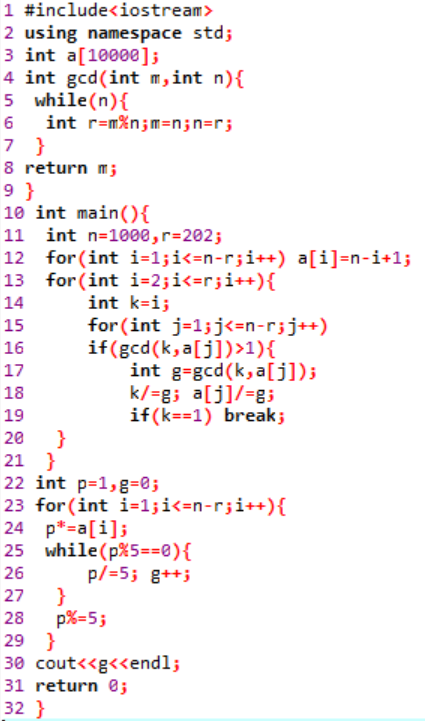 1 #include<iostream>
2 using namespace std;
3 int a[10000];
4 int gcd(int m,int n){
5  while(n){
6   int r=m%n;m=n;n=r;
7  }
8 return m;
9 }
10 int main(){
11  int n=1000,r=202;
12  for(int i=1;i<=n-r;i++) a[i]=n-i+1;
13  for(int i=2;i<=r;i++){
14     int k=i;
15     for(int j=1;j<=n-r;j++)
16     if(gcd(k,a[j])>1){
17         int g=gcd(k,a[j]);
18         k/=g; a[j]/=g;
19         if(k==1) break;
20   }
21  }
22 int p=1,g=0;
23 for(int i=1;i<=n-r;i++){
24  p*=a[i];
25  while(p%5==0){
26     p/=5; g++;
27   }
28   p%=5;
29  }
30 cout<<g<<endl;
31 return 0;
32 }